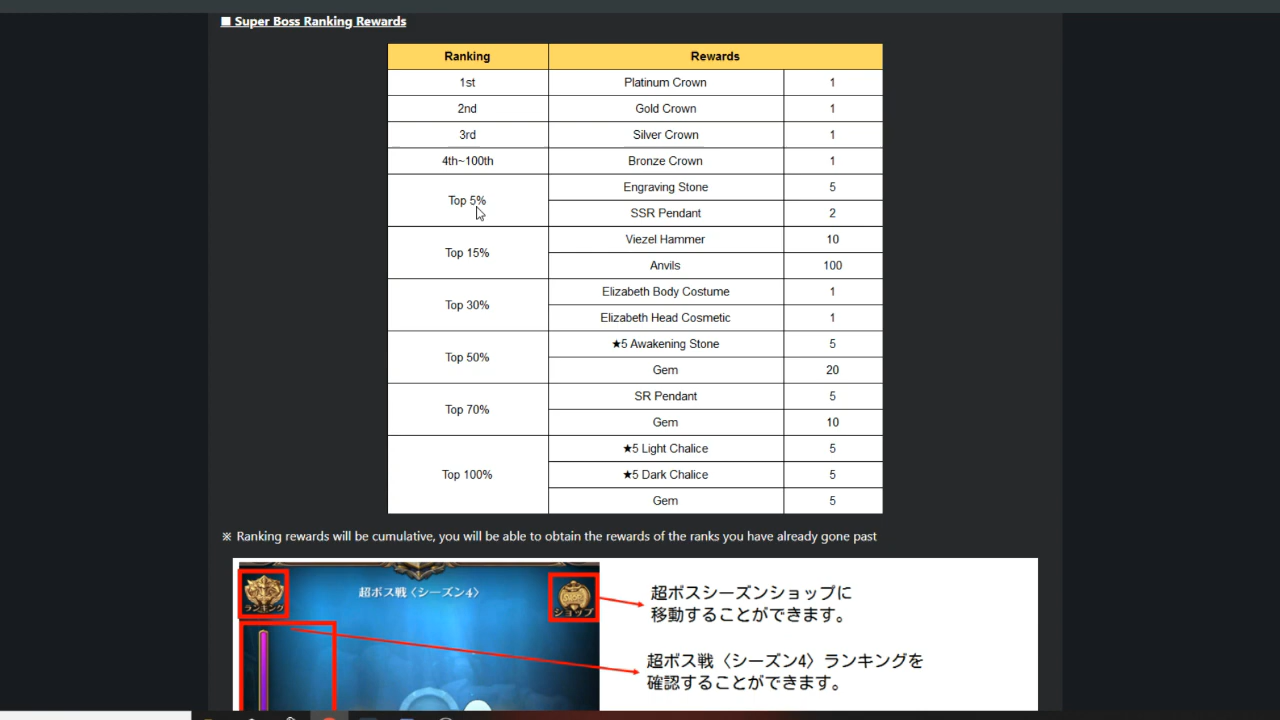 ■ Super Boss Ranking Rewards
Ranking Rewards
1st Platinum Crown 1
2nd Gold Crown 1
3rd Silver Crown 1
4th~100th Bronze Crown 1
Top 5% Engraving Stone 5
SSR Pendant 2
Top 15% Viezel Hammer 10
Anvils 100
Top 30% Elizabeth Body Costume 1
Elizabeth Head Cosmetic 1
Top 50% ★5 Awakening Stone 5
Gem 20
Top 70% SR Pendant 5
Gem 10
Top 100% ★5 Light Chalice 5
★5 Dark Chalice 5
Gem 5
※ Ranking rewards will be cumulative, you will be able to obtain the rewards of the ranks you have already gone past
超ボス戦〈シーズン4〉
ランキング
ショップ
超ボスシーズンショップに
移動することができます。
超ボス戦〈シーズン4〉ランキングを
確認することができます。